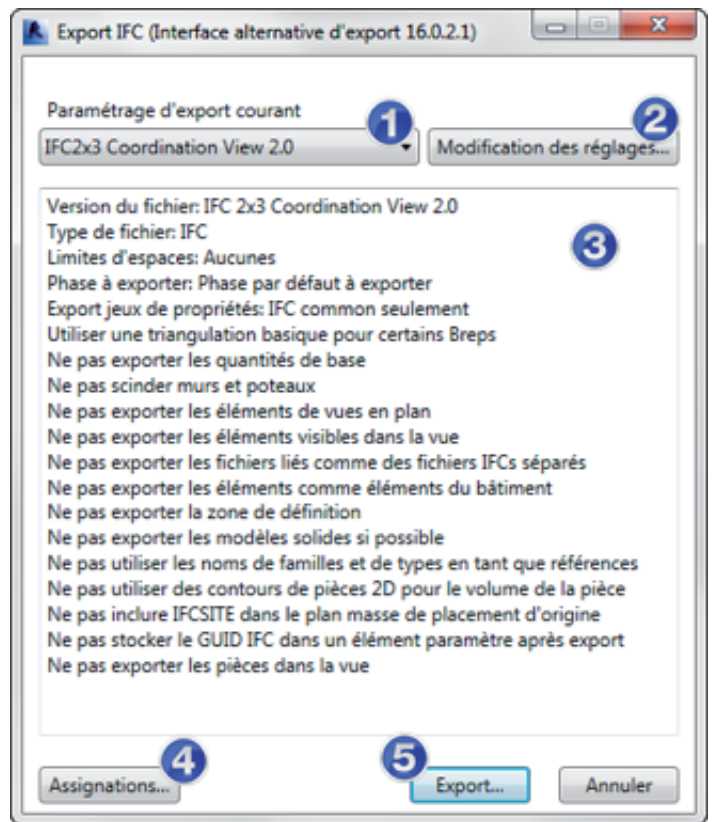 Export IFC (Interface alternative d'export 16.0.2.1)
Paramétrage d'export courant
1
2
IFC2x3 Coordination View 2.0
Modification des réglages...
3
Version du fichier: IFC 2x3 Coordination View 2.0
Type de fichier: IFC
Limites d'espaces: Aucunes
Phase à exporter: Phase par défaut à exporter
Export jeux de propriétés: IFC common seulement
Utiliser une triangulation basique pour certains Breps
Ne pas exporter les quantités de base
Ne pas scinder murs et poteaux
Ne pas exporter les éléments de vues en plan
Ne pas exporter les éléments visibles dans la vue
Ne pas exporter les fichiers liés comme des fichiers IFCs séparés
Ne pas exporter les éléments comme éléments du bâtiment
Ne pas exporter la zone de définition
Ne pas exporter les modèles solides si possible
Ne pas utiliser les noms de familles et de types en tant que références
Ne pas utiliser des contours de pièces 2D pour le volume de la pièce
Ne pas inclure IFCSITE dans le plan masse de placement d'origine
Ne pas stocker le GUID IFC dans un élément paramètre après export
Ne pas exporter les pièces dans la vue
4
5
Assignations...
Export...
Annuler